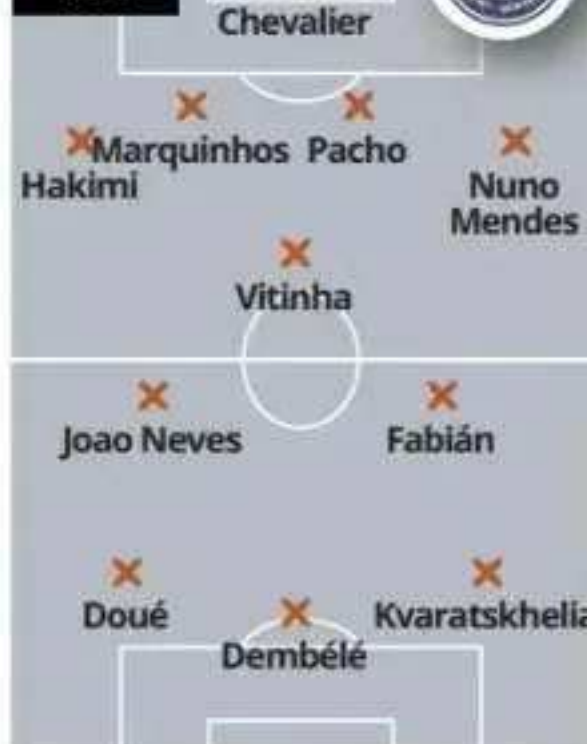 Chevalier
Marquinhos Pacho
Hakimi
Nuno
Mendes
Vitinha
Joao Neves
Fabián
Doué
Kvaratskhelia
Dembélé